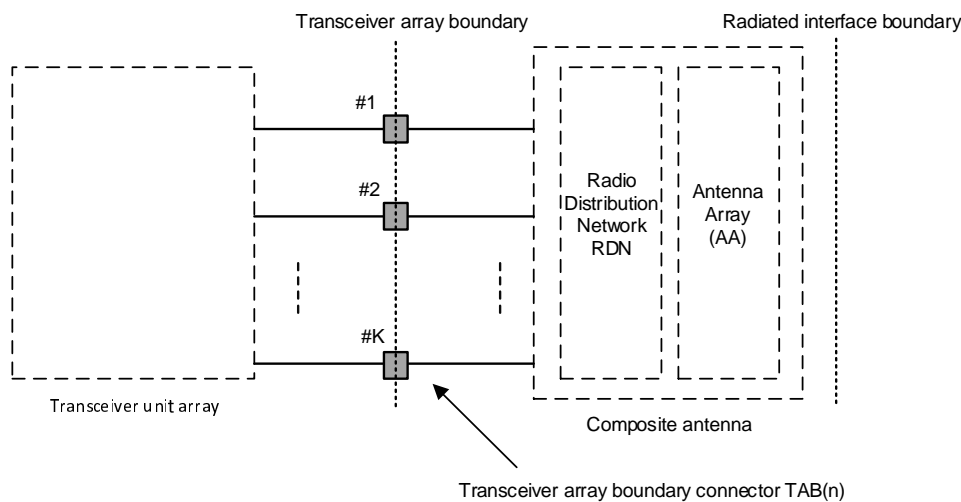 Transceiver array boundary
Radiated interface boundary
#1
#2
#K
Radio
Distribution
Network
RDN
Antenna
Array
(AA)
Transceiver unit array
Composite antenna
Transceiver array boundary connector TAB(n)